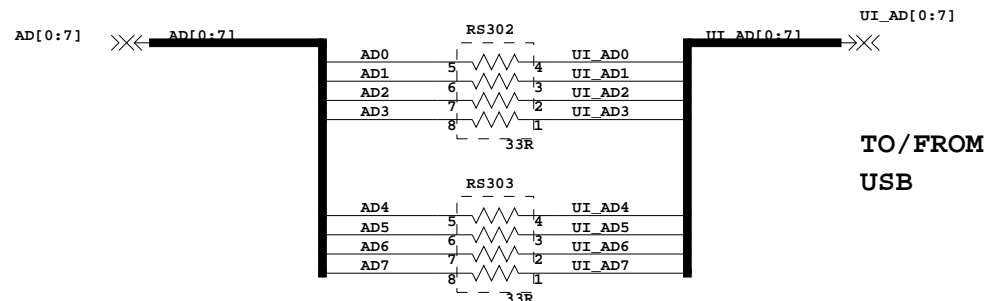 UI_AD[0:7]
AD[0:7] AD[0:7] UI_AD[0:7]
RS302
AD0 5 4 UI_AD0
AD1 6 3 UI_AD1
AD2 7 2 UI_AD2
AD3 8 1 UI_AD3
33R
TO/FROM
USB
RS303
AD4 5 4 UI_AD4
AD5 6 3 UI_AD5
AD6 7 2 UI_AD6
AD7 8 1 UI_AD7
33R